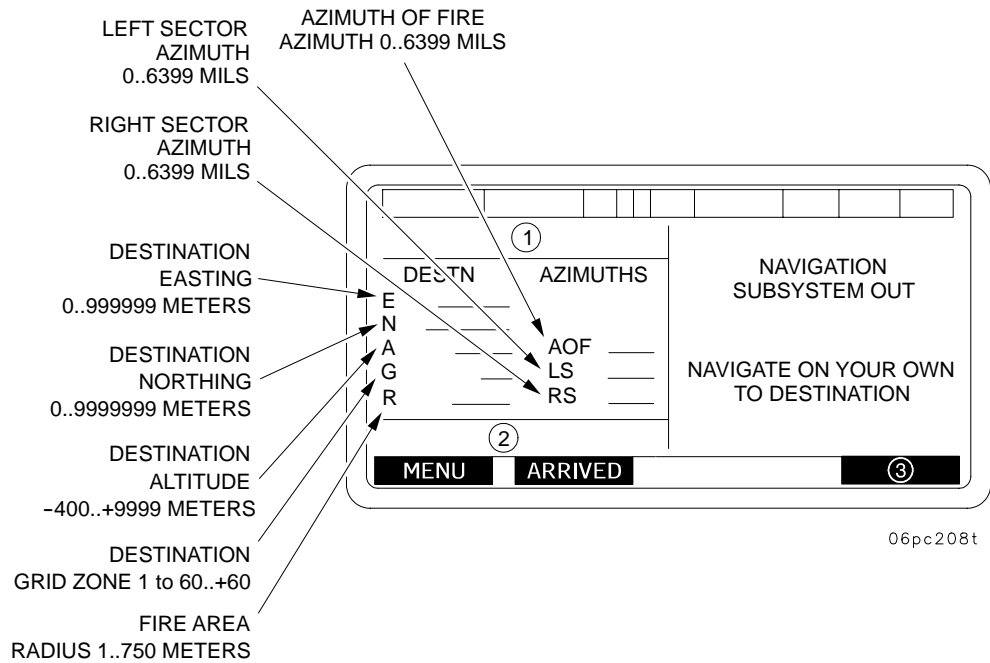 LEFT SECTOR
AZIMUTH
0..6399 MILS
AZIMUTH OF FIRE
AZIMUTH 0..6399 MILS
RIGHT SECTOR
AZIMUTH
0..6399 MILS
DESTINATION
EASTING
0..999999 METERS
DESTINATION
NORTHING
0..9999999 METERS
DESTINATION
ALTITUDE
-400..+9999 METERS
DESTINATION
GRID ZONE 1 to 60..+60
FIRE AREA
RADIUS 1..750 METERS
1
DESTN AZIMUTHS
E
N
A AOF
G LS
R RS
2
NAVIGATION
SUBSYSTEM OUT
NAVIGATE ON YOUR OWN
TO DESTINATION
MENU ARRIVED 3
06pc208t